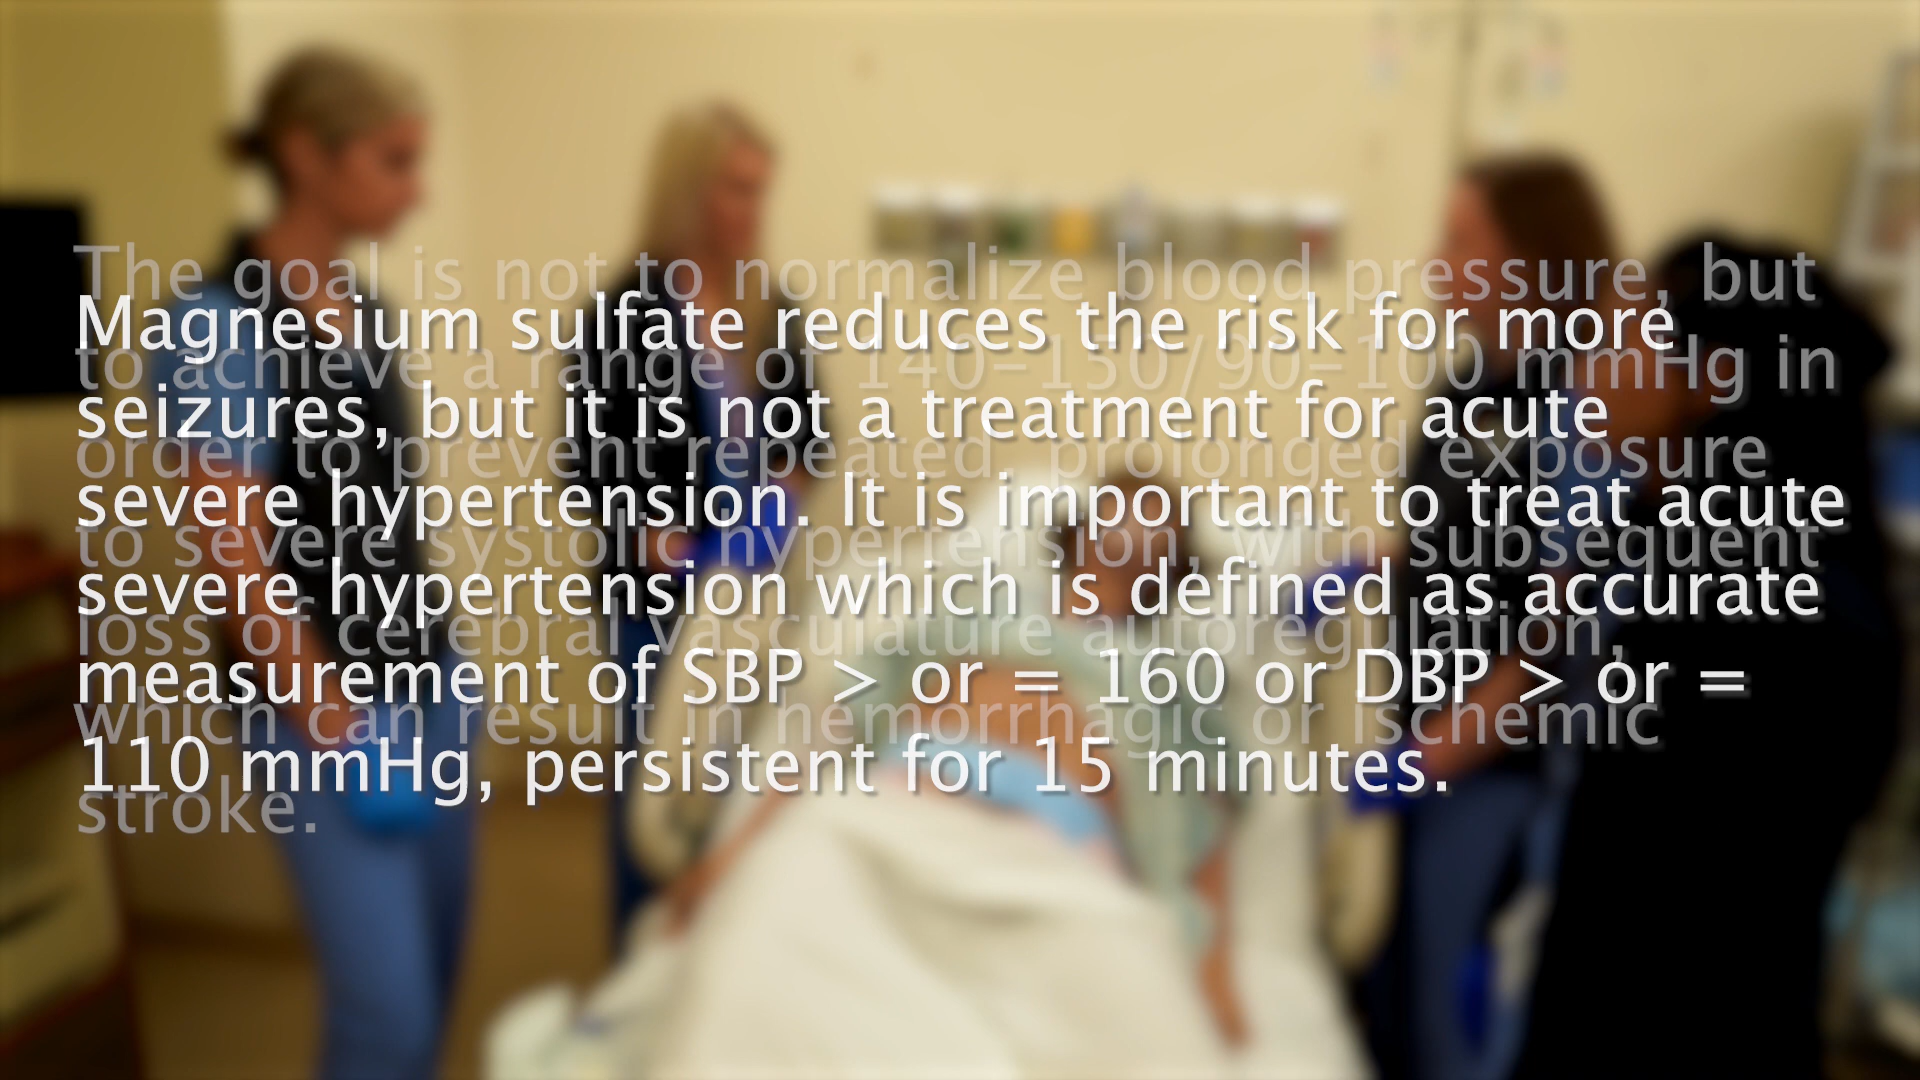 Magnesium sulfate reduces the risk for more
seizures, but it is not a treatment for acute
severe hypertension. It is important to treat acute
severe hypertension which is defined as accurate
measurement of SBP > or = 160 or DBP > or =
110 mmHg, persistent for 15 minutes.
The goal is not to normalize blood pressure, but
to achieve a range of 140-150/90-100 mmHg in
order to prevent repeated, prolonged exposure
to severe systolic hypertension, with subsequent
loss of cerebral vasculature autoregulation,
which can result in hemorrhagic or ischemic
stroke.